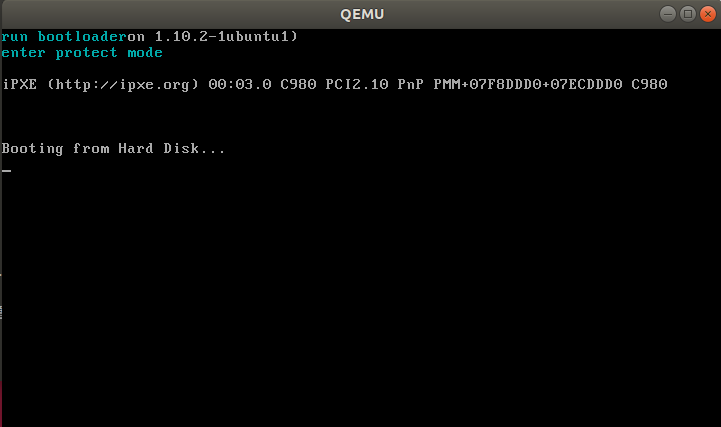 QEMU
run bootloaderon 1.10.2-1ubuntu1)
enter protect mode
iPXE (http://ipxe.org) 00:03.0 C980 PCI2.10 PnP PMM+07F8DDD0+07ECDDD0 C980
Booting from Hard Disk...